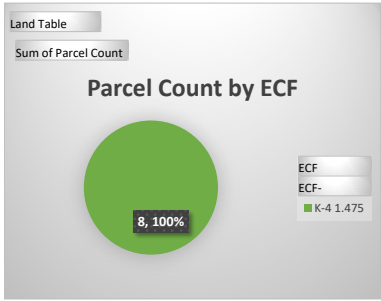 Land Table
Sum of Parcel Count
Parcel Count by ECF
8, 100%
ECF
ECF-
K-4 1.475